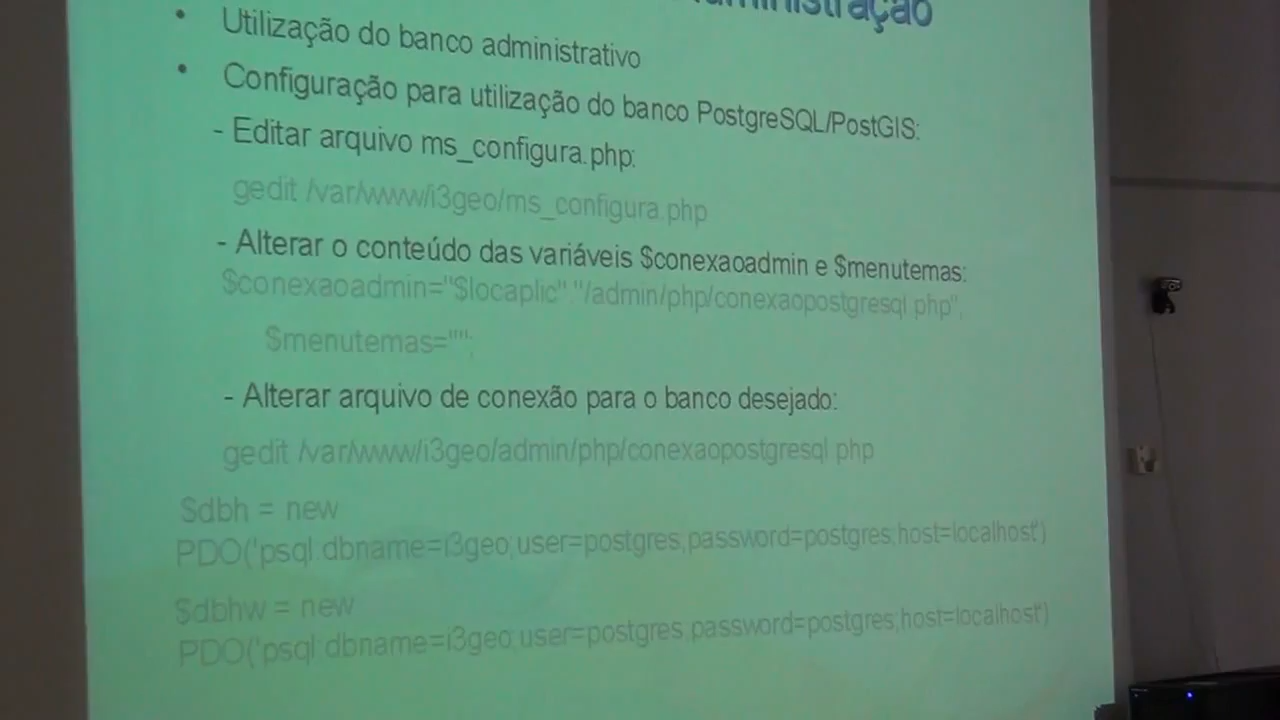 • Utilização do banco administrativo
• Configuração para utilização do banco PostgreSQL/PostGIS:
- Editar arquivo ms_configura.php:
gedit /var/www/i3geo/ms_configura.php
- Alterar o conteúdo das variáveis $conexaoadmin e $menutemas:
$conexaoadmin="$locaplic"."/admin/php/conexaopostgresql.php";
$menutemas="";
- Alterar arquivo de conexão para o banco desejado:
gedit /var/www/i3geo/admin/php/conexaopostgresql.php
$dbh = new
PDO('psql:dbname=i3geo;user=postgres;password=postgres;host=localhost')
$dbhw = new
PDO('psql:dbname=i3geo;user=postgres;password=postgres;host=localhost')